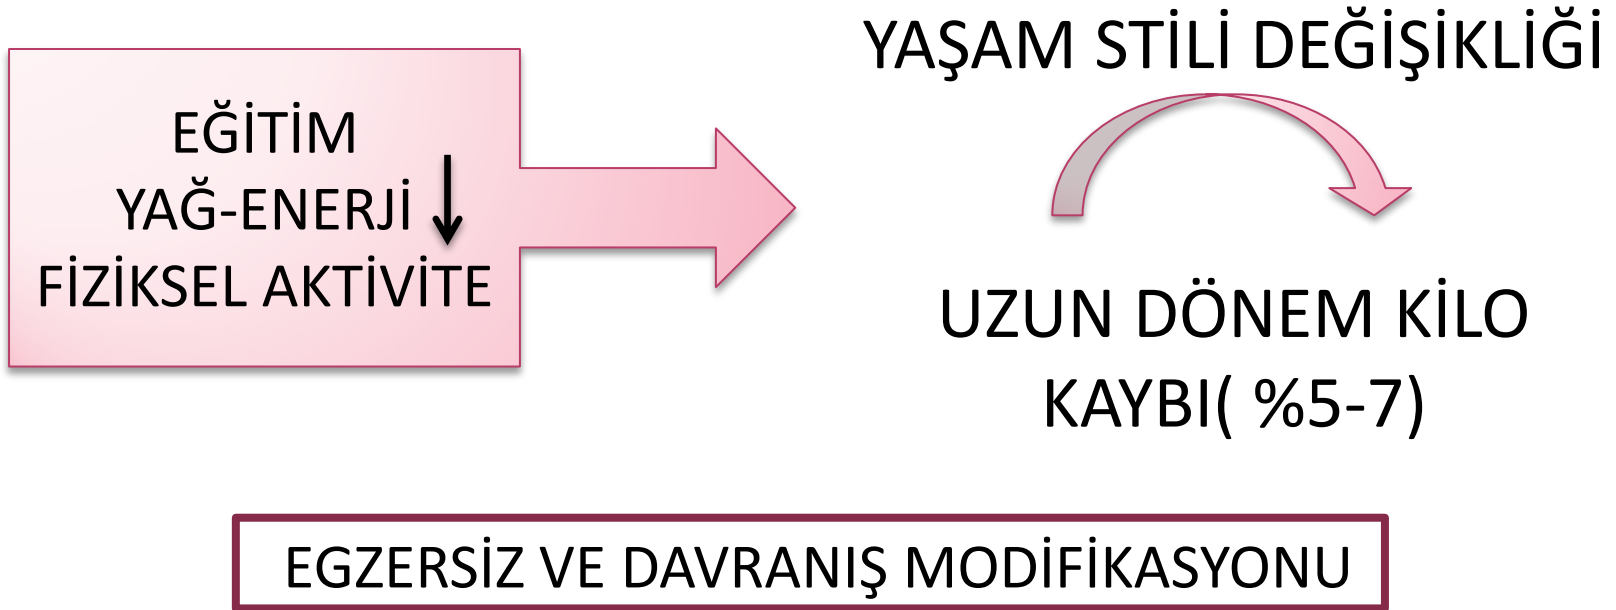 EĞİTİM
YAĞ-ENERJİ
FİZİKSEL AKTİVİTE
YAŞAM STİLİ DEĞİŞİKLİĞİ
UZUN DÖNEM KİLO
KAYBI( %5-7)
EGZERSİZ VE DAVRANIŞ MODİFİKASYONU